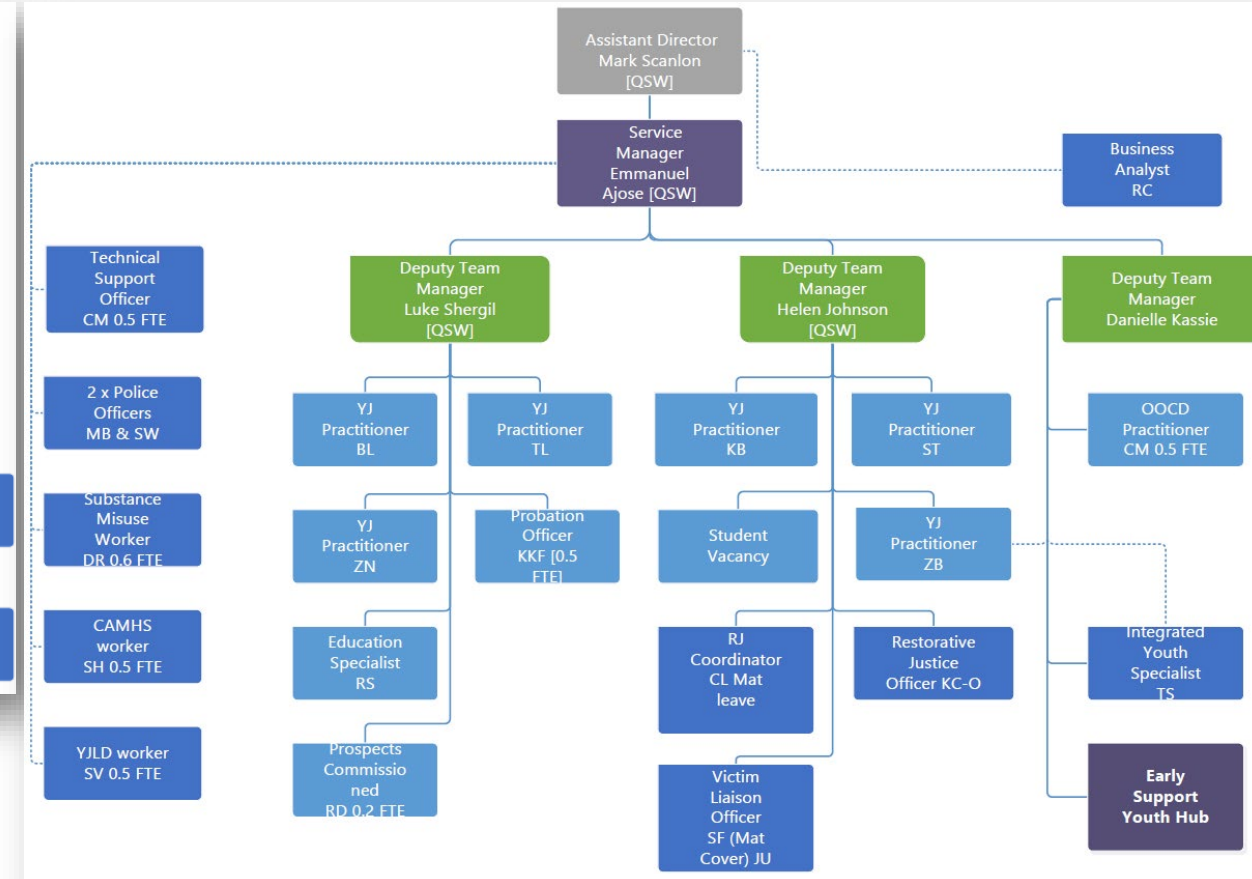 Assistant Director
Mark Scanlon
[QSW]
Service
Manager
Emmanuel
Ajose [QSW]
Business
Analyst
RC
Technical
Support
Officer
CM 0.5 FTE
2 x Police
Officers
MB & SW
Substance
Misuse
Worker
DR 0.6 FTE
CAMHS
worker
SH 0.5 FTE
YJLD worker
SV 0.5 FTE
Deputy Team
Manager
Luke Shergil
[QSW]
YJ
Practitioner
BL
YJ
Practitioner
TL
YJ
Practitioner
ZN
Probation
Officer
KKF [0.5
FTE]
Education
Specialist
RS
Prospects
Commissio
ned
RD 0.2 FTE
Deputy Team
Manager
Helen Johnson
[QSW]
YJ
Practitioner
KB
YJ
Practitioner
ST
Student
Vacancy
YJ
Practitioner
ZB
RJ
Coordinator
CL Mat
leave
Restorative
Justice
Officer KC-O
Victim
Liaison
Officer
SF (Mat
Cover) JU
Deputy Team
Manager
Danielle Kassie
OOCD
Practitioner
CM 0.5 FTE
Integrated
Youth
Specialist
TS
Early
Support
Youth Hub